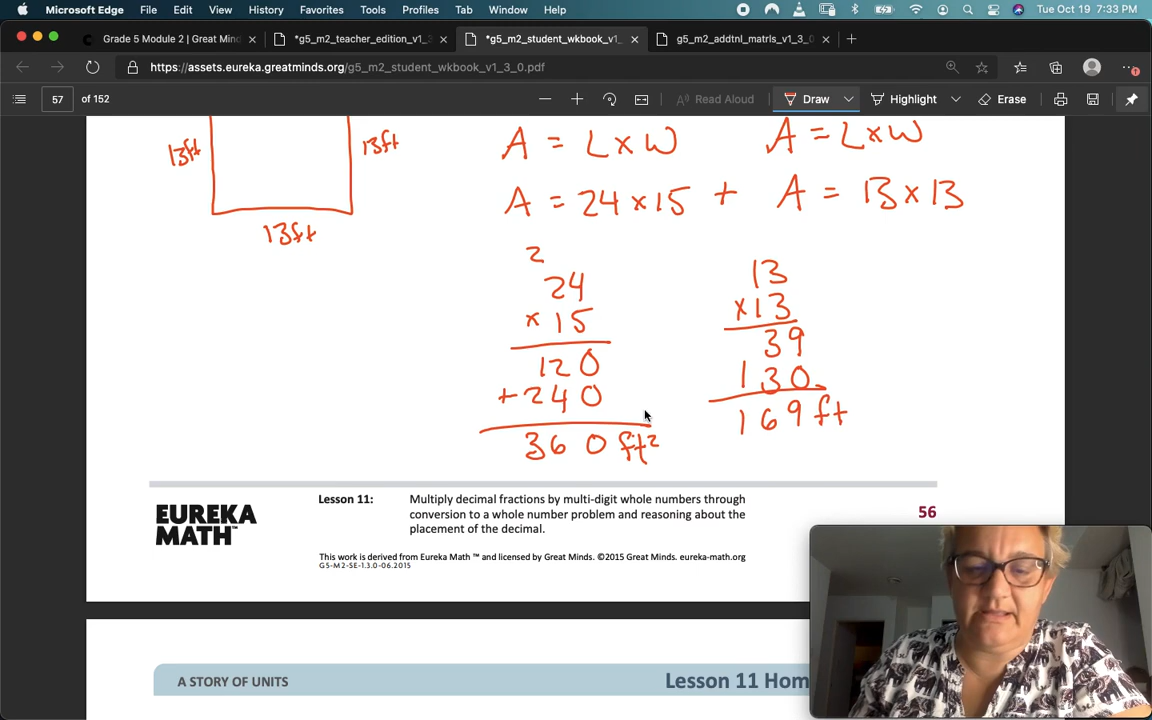 Microsoft Edge File Edit View History Favorites Tools Profiles Tab Window Help Tue Oct 19 7:33 PM
Grade 5 Module 2 | Great Mind *g5_m2_teacher_edition_v1_3 *g5_m2_student_wkbook_v1_ g5_m2_addtnl_matrls_v1_3_0.
https://assets.eureka.greatminds.org/g5_m2_student_wkbook_v1_3_0.pdf
57 of 152 Read Aloud Draw Highlight Erase
A = L x W A = L x W
13ft 13ft
A = 24 x 15 + A = 13 x 13
13ft
2
24 13
x 15 x 13
120 39
+240 130
360 ft² 169 ft
EUREKA MATH™
Lesson 11: Multiply decimal fractions by multi-digit whole numbers through
conversion to a whole number problem and reasoning about the
placement of the decimal.
56
This work is derived from Eureka Math ™ and licensed by Great Minds. ©2015 Great Minds. eureka-math.org
G5-M2-SE-1.3.0-06.2015
A STORY OF UNITS Lesson 11 Hom